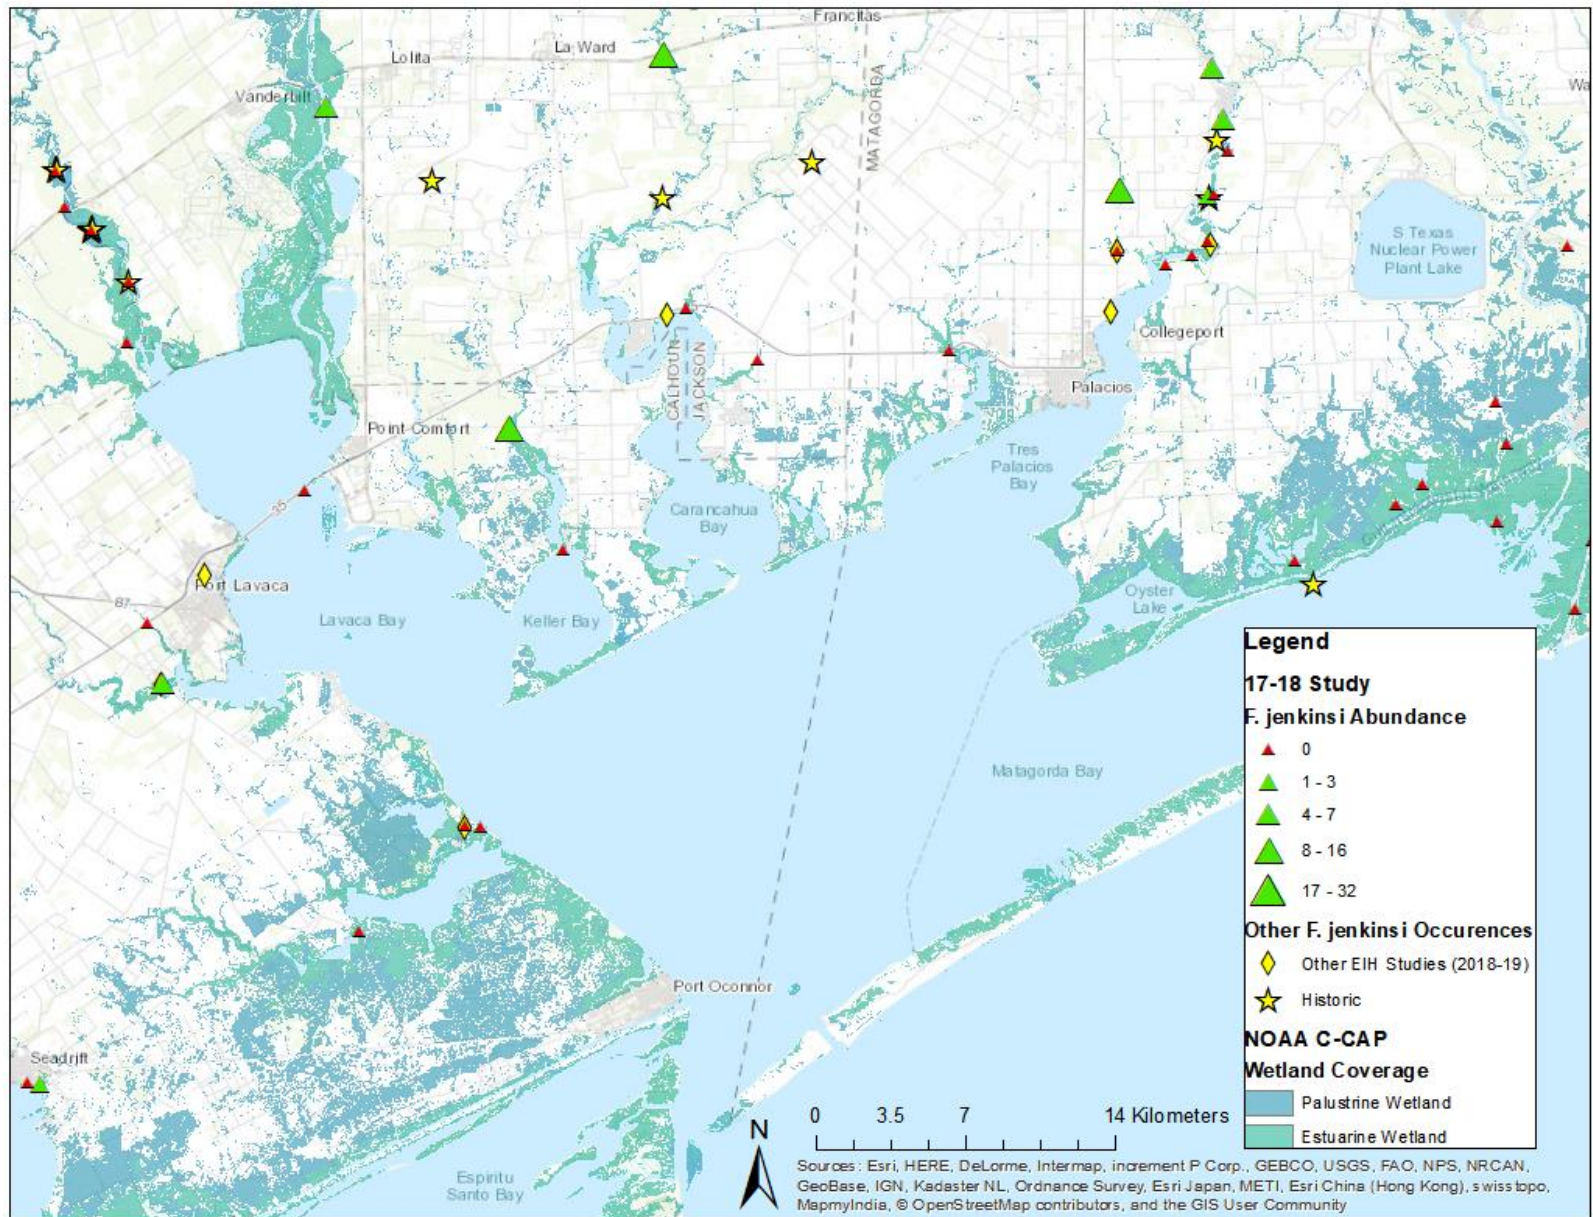 Francitas
La Ward
Lolita
Wa
Vanderbilt
MATAGORDA
S Texas
Nuclear Power
Plant Lake
CALHOUN
JACKSON
Collegeport
Palacios
Point Comfort
Tres
Palacios
Bay
35
Carancahua
Bay
Port Lavaca
87
Lavaca Bay
Keller Bay
Oyster
Lake
Matagorda Bay
Port Oconnor
Seadrift
Espiritu
Santo Bay
Legend
17-18 Study
F. jenkinsi Abundance
0
1 - 3
4 - 7
8 - 16
17 - 32
Other F. jenkinsi Occurences
Other EIH Studies (2018-19)
Historic
NOAA C-CAP
Wetland Coverage
Palustrine Wetland
Estuarine Wetland
N
0 3.5 7 14 Kilometers
Sources: Esri, HERE, DeLorme, Intermap, increment P Corp., GEBCO, USGS, FAO, NPS, NRCAN,
GeoBase, IGN, Kadaster NL, Ordnance Survey, Esri Japan, METI, Esri China (Hong Kong), swisstopo,
MapmyIndia, © OpenStreetMap contributors, and the GIS User Community